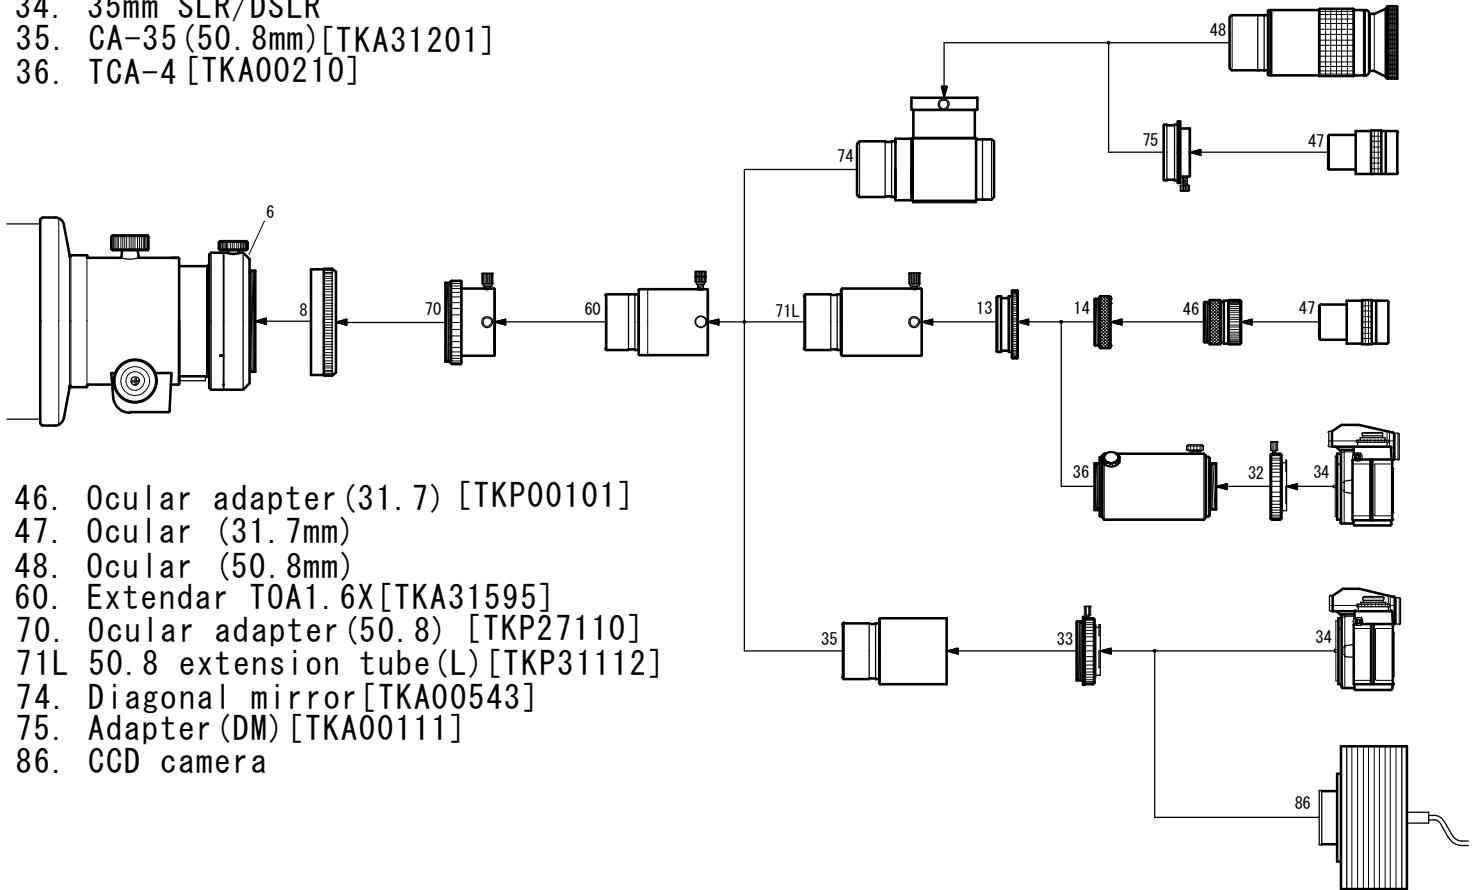 34. 35mm SLR/DSLR
35. CA-35(50.8mm)[TKA31201]
36. TCA-4[TKA00210]
48
75
47
74
6
8
70
60
71L
13
14
46
47
36
32
34
35
33
34
86
46. Ocular adapter(31.7) [TKP00101]
47. Ocular (31.7mm)
48. Ocular (50.8mm)
60. Extendar TOA1.6X[TKA31595]
70. Ocular adapter(50.8) [TKP27110]
71L 50.8 extension tube(L)[TKP31112]
74. Diagonal mirror[TKA00543]
75. Adapter(DM)[TKA00111]
86. CCD camera